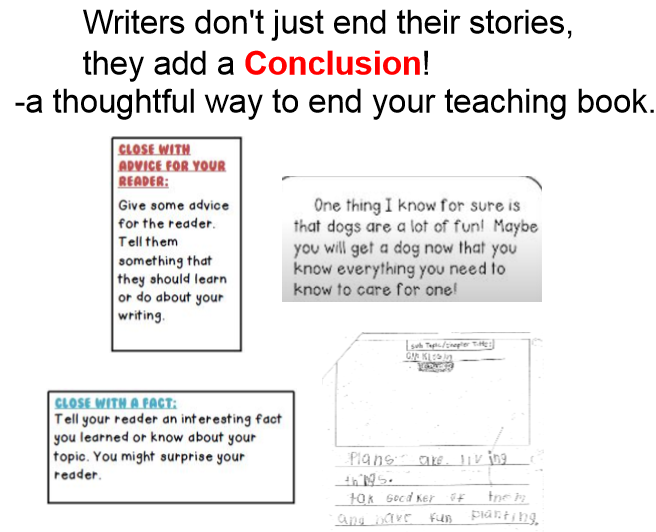 Writers don't just end their stories,
they add a Conclusion!
-a thoughtful way to end your teaching book.
CLOSE WITH
ADVICE FOR YOUR
READER:
Give some advice
for the reader.
Tell them
something that
they should learn
or do about your
writing.
One thing I know for sure is
that dogs are a lot of fun! Maybe
you will get a dog now that you
know everything you need to
know to care for one!
CLOSE WITH A FACT:
Tell your reader an interesting fact
you learned or know about your
topic. You might surprise your
reader.
Sub Topic/Chapter Title:
Plans are living
things.
of them
and have fun planting.